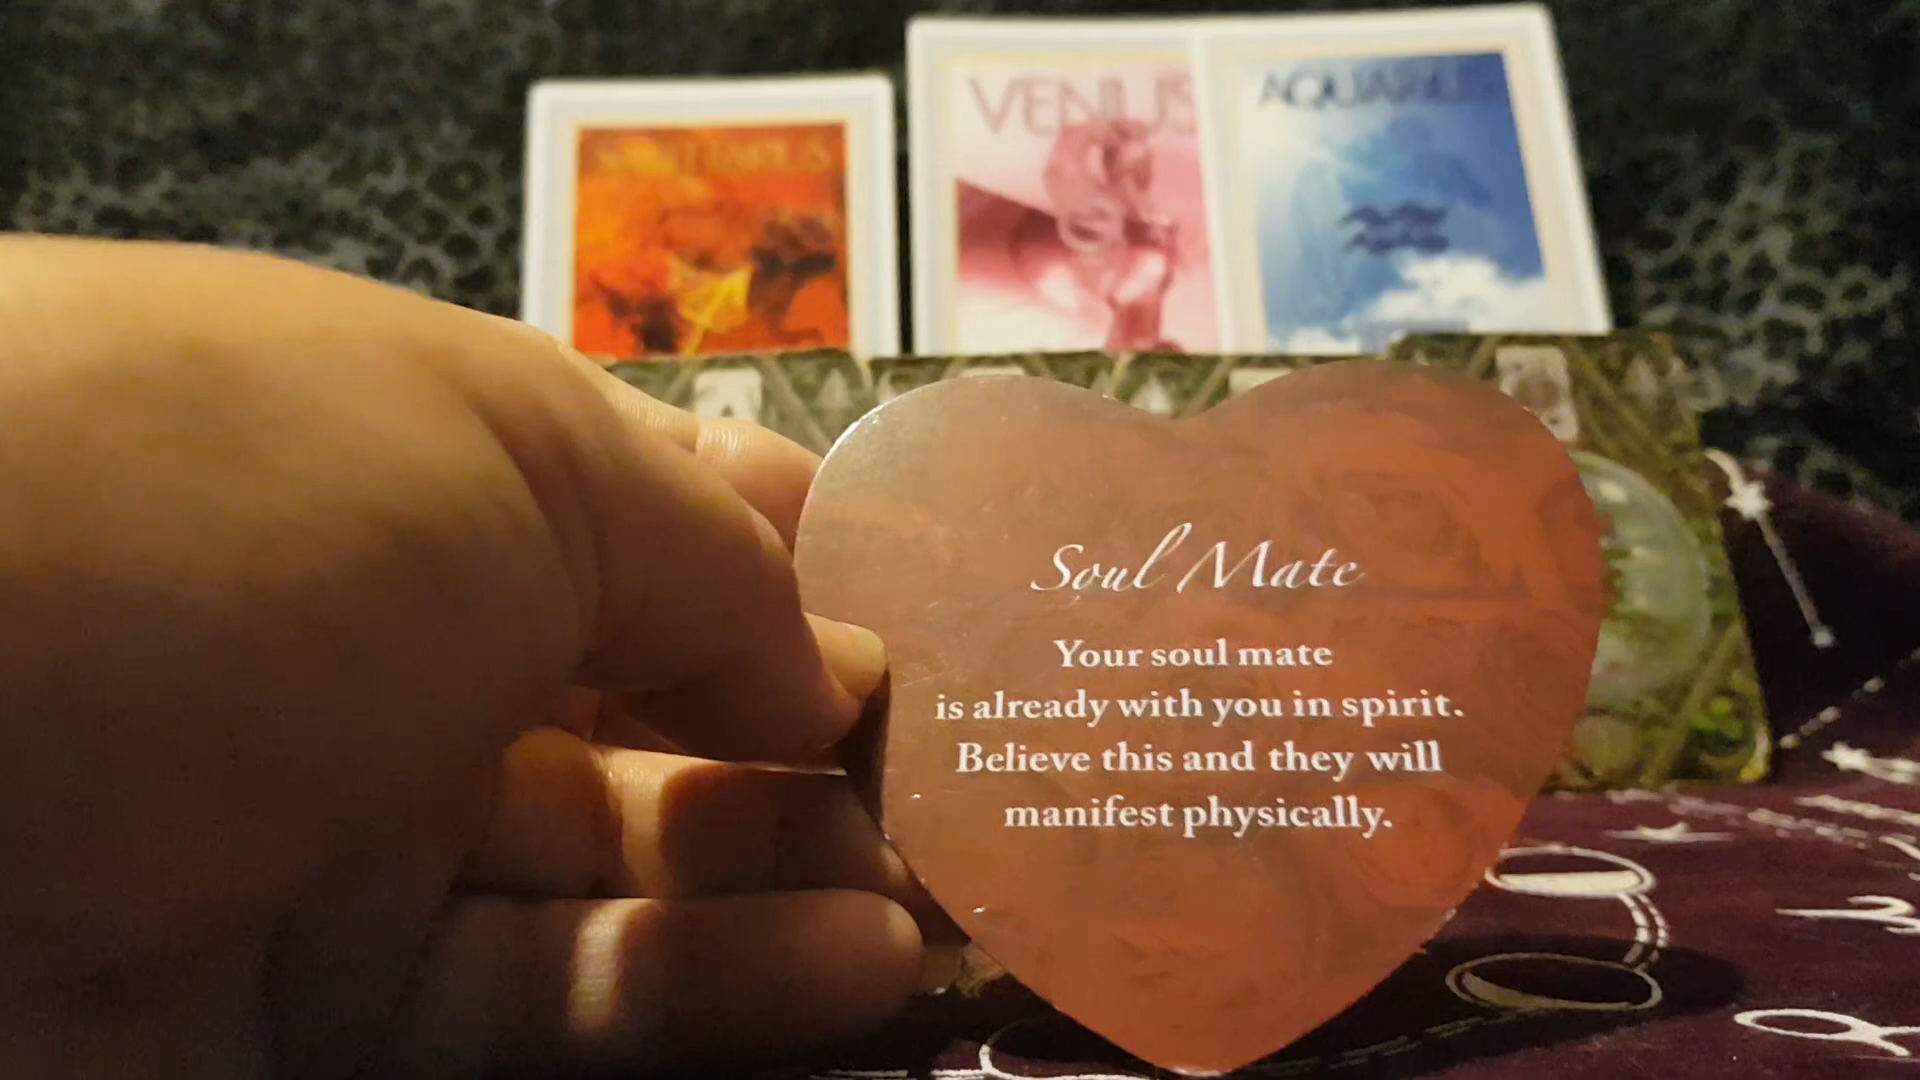 SAGITTARIUS
VENUS
AQUARIUS
Soul Mate
Your soul mate
is already with you in spirit.
Believe this and they will
manifest physically.